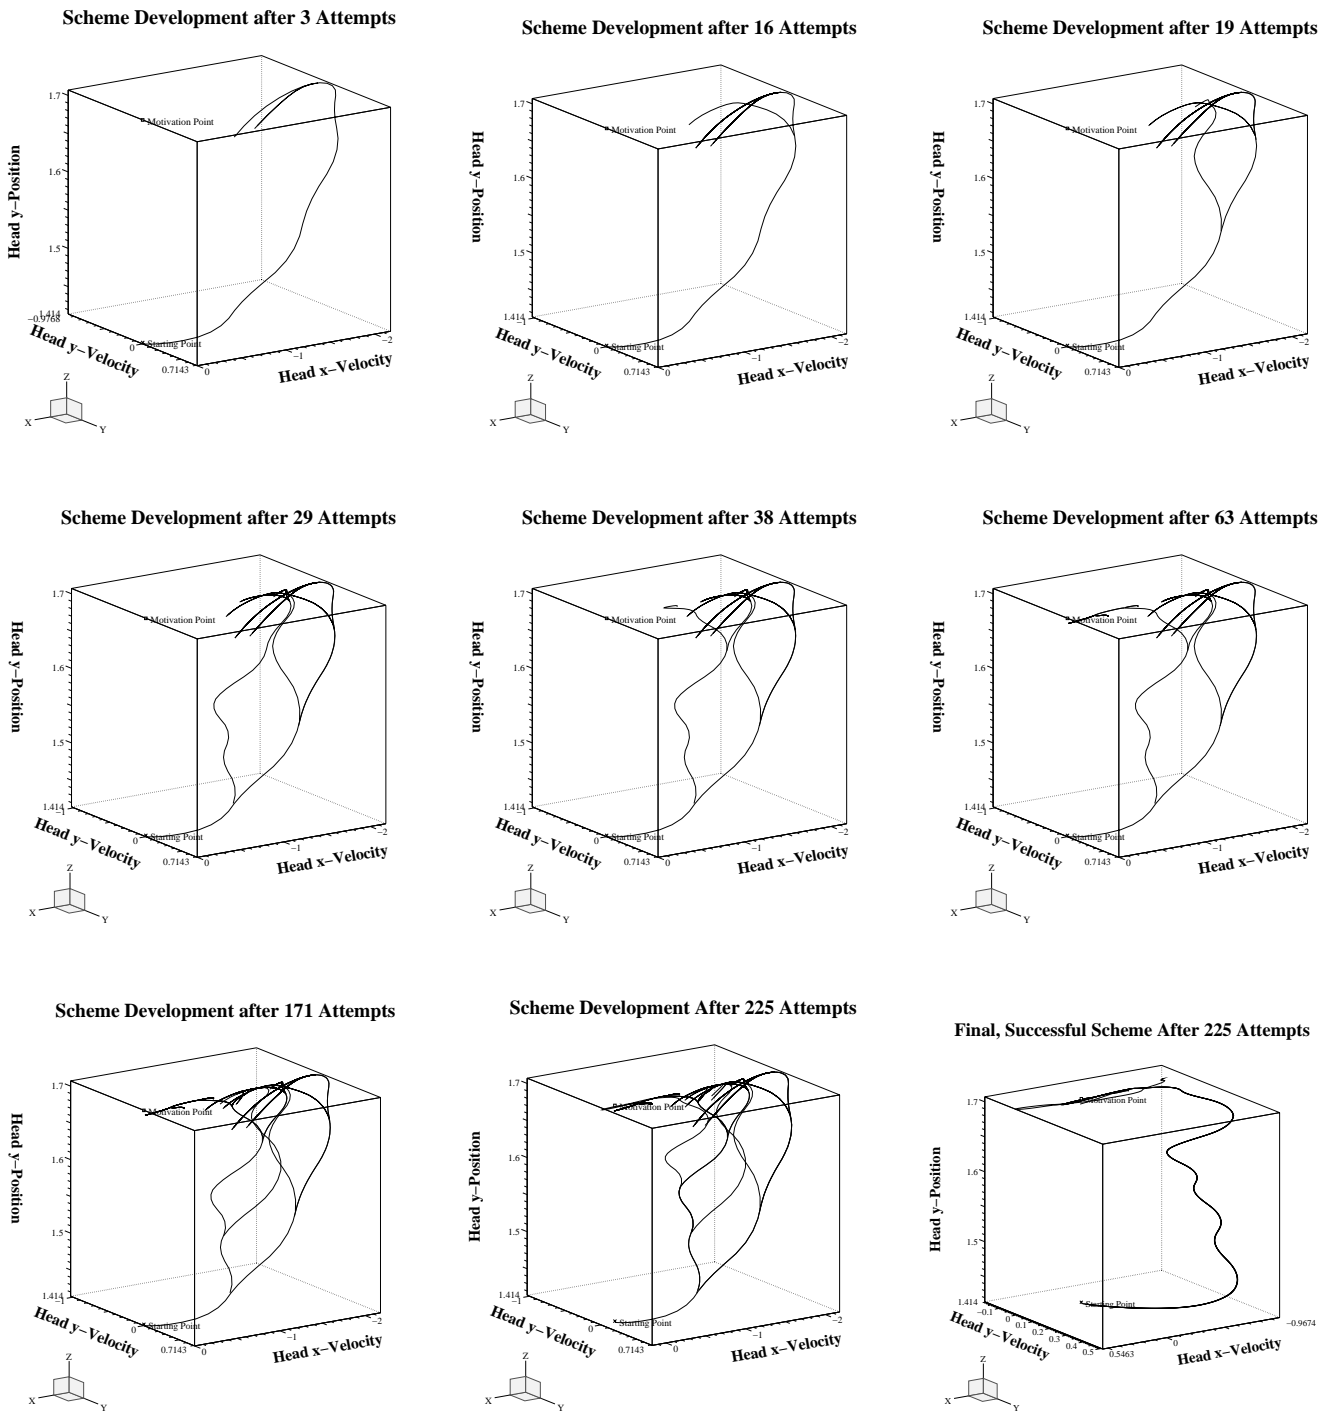 Scheme Development after 3 Attempts
1.7
Motivation Point
1.6
Head y–Position
1.5
1.414
–0.9768
Head y–Velocity
0
Starting Point
0.7143
0
–1
–2
Head x–Velocity
Z
X
Y
Scheme Development after 16 Attempts
1.7
Motivation Point
1.6
Head y–Position
1.5
1.414
–1
Head y–Velocity
0
Starting Point
0.7143
0
–1
–2
Head x–Velocity
Z
X
Y
Scheme Development after 19 Attempts
1.7
Motivation Point
1.6
Head y–Position
1.5
1.414
–1
Head y–Velocity
0
Starting Point
0.7143
0
–1
–2
Head x–Velocity
Z
X
Y
Scheme Development after 29 Attempts
1.7
Motivation Point
1.6
Head y–Position
1.5
1.414
–1
Head y–Velocity
0
Starting Point
0.7143
0
–1
–2
Head x–Velocity
Z
X
Y
Scheme Development after 38 Attempts
1.7
Motivation Point
1.6
Head y–Position
1.5
1.414
–1
Head y–Velocity
0
Starting Point
0.7143
0
–1
–2
Head x–Velocity
Z
X
Y
Scheme Development after 63 Attempts
1.7
Motivation Point
1.6
Head y–Position
1.5
1.414
–1
Head y–Velocity
0
Starting Point
0.7143
0
–1
–2
Head x–Velocity
Z
X
Y
Scheme Development after 171 Attempts
1.7
Motivation Point
1.6
Head y–Position
1.5
1.414
–1
Head y–Velocity
0
Starting Point
0.7143
0
–1
–2
Head x–Velocity
Z
X
Y
Scheme Development After 225 Attempts
1.7
Motivation Point
1.6
Head y–Position
1.5
1.414
–1
Head y–Velocity
0
Starting Point
0.7143
0
–1
–2
Head x–Velocity
Z
X
Y
Final, Successful Scheme After 225 Attempts
1.7
Motivation Point
1.6
Head y–Position
1.5
1.414
–0.1
0
0.1
0.2
0.3
0.4
0.5
Head y–Velocity
Starting Point
0.5463
0
–0.9674
Head x–Velocity
Z
X
Y